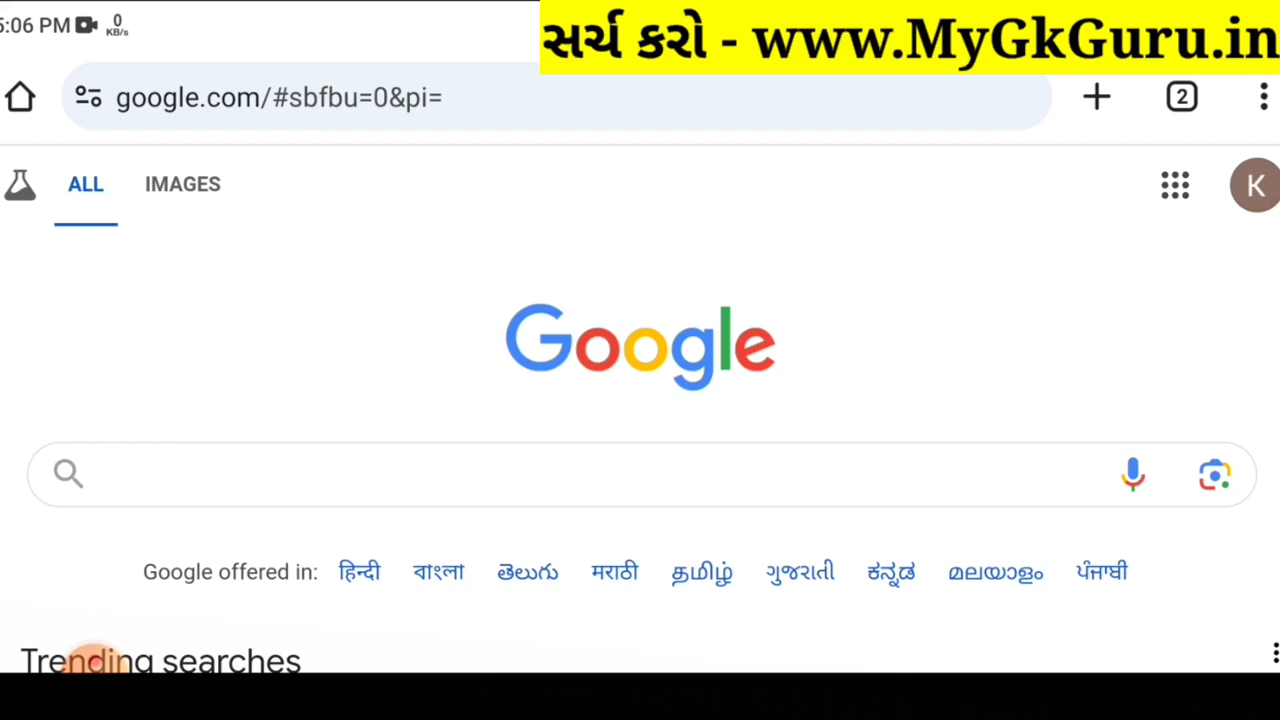 5:06 PM 0 KB/s
સર્ચ કરો - www.MyGkGuru.in
google.com/#sbfbu=0&pi=
2
ALL IMAGES
K
Google
Google offered in: हिन्दी বাংলা తెలుగు मराठी தமிழ் ગુજરાતી ಕನ್ನಡ മലയാളം ਪੰਜਾਬੀ
Trending searches